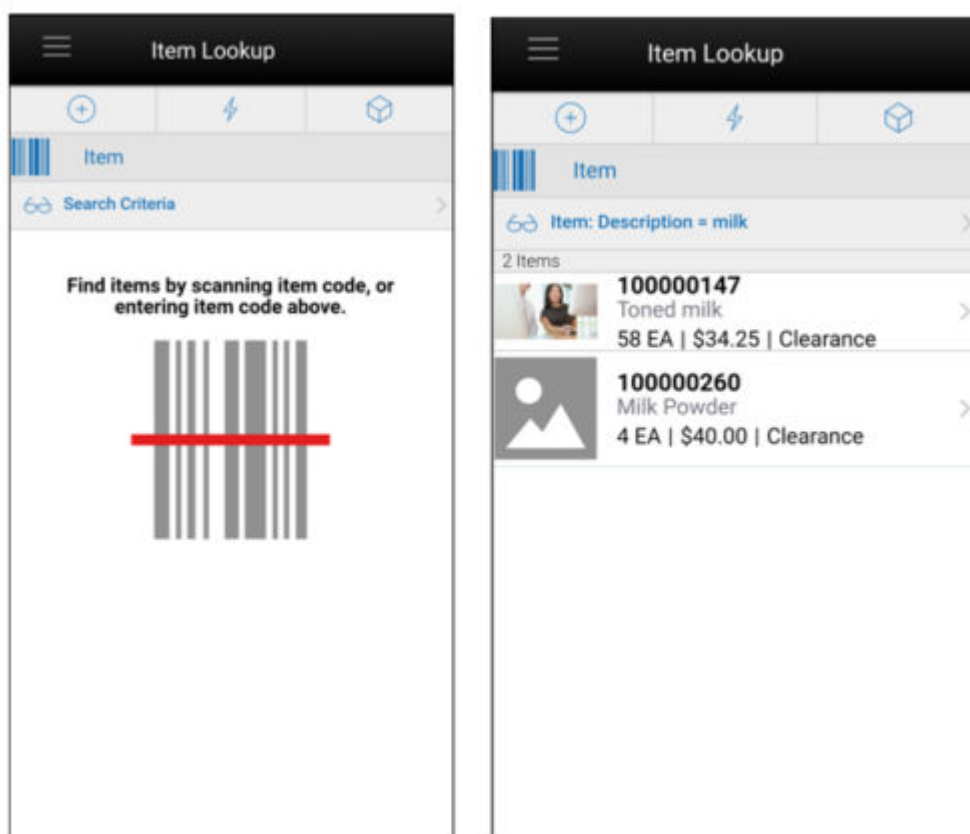 Item Lookup
Item
Search Criteria
Find items by scanning item code, or
entering item code above.
Item Lookup
Item
Item: Description = milk
2 Items
100000147
Toned milk
58 EA | $34.25 | Clearance
100000260
Milk Powder
4 EA | $40.00 | Clearance